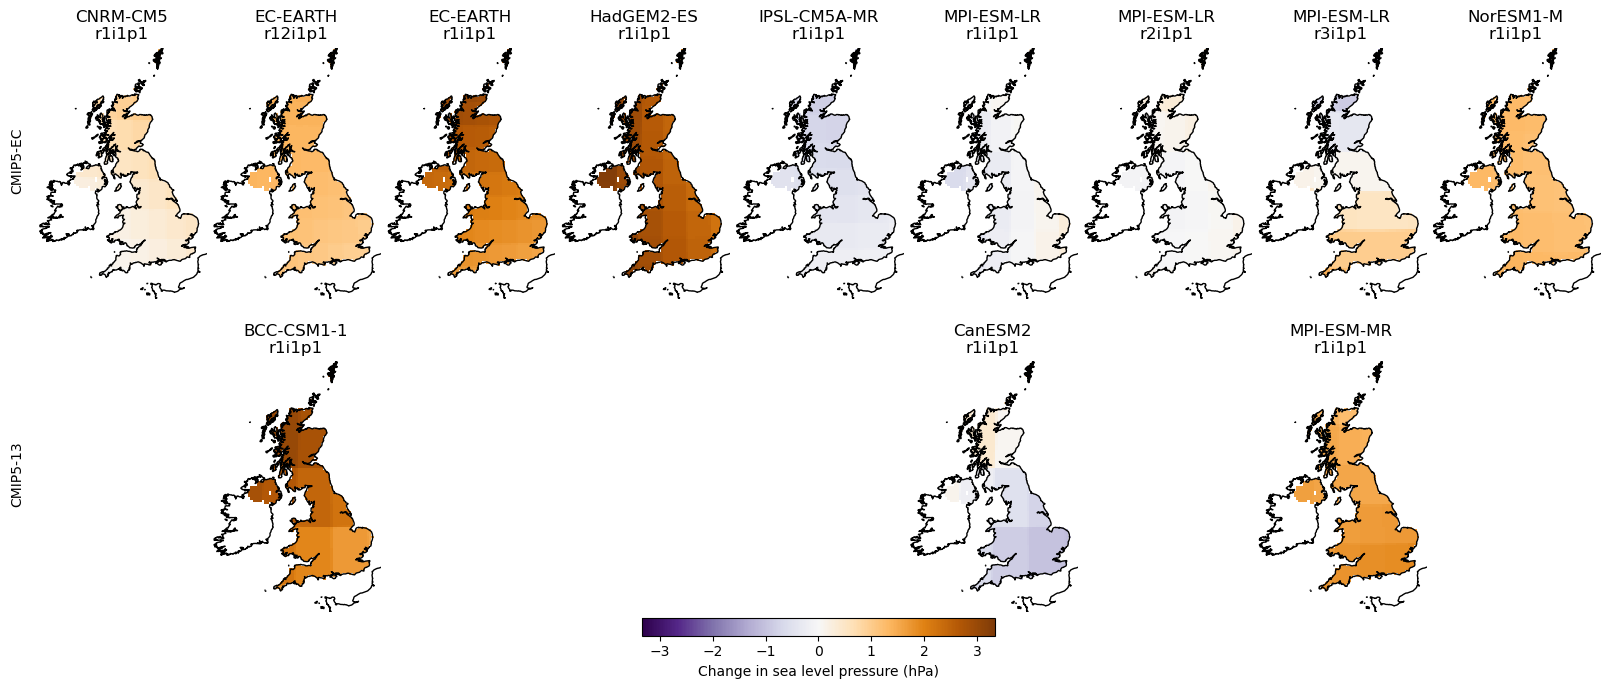 CNRM-CM5
r1i1p1
EC-EARTH
r12i1p1
EC-EARTH
r1i1p1
HadGEM2-ES
r1i1p1
IPSL-CM5A-MR
r1i1p1
MPI-ESM-LR
r1i1p1
MPI-ESM-LR
r2i1p1
MPI-ESM-LR
r3i1p1
NorESM1-M
r1i1p1
CMIP5-EC
BCC-CSM1-1
r1i1p1
CanESM2
r1i1p1
MPI-ESM-MR
r1i1p1
CMIP5-13
−3 −2 −1 0 1 2 3
Change in sea level pressure (hPa)